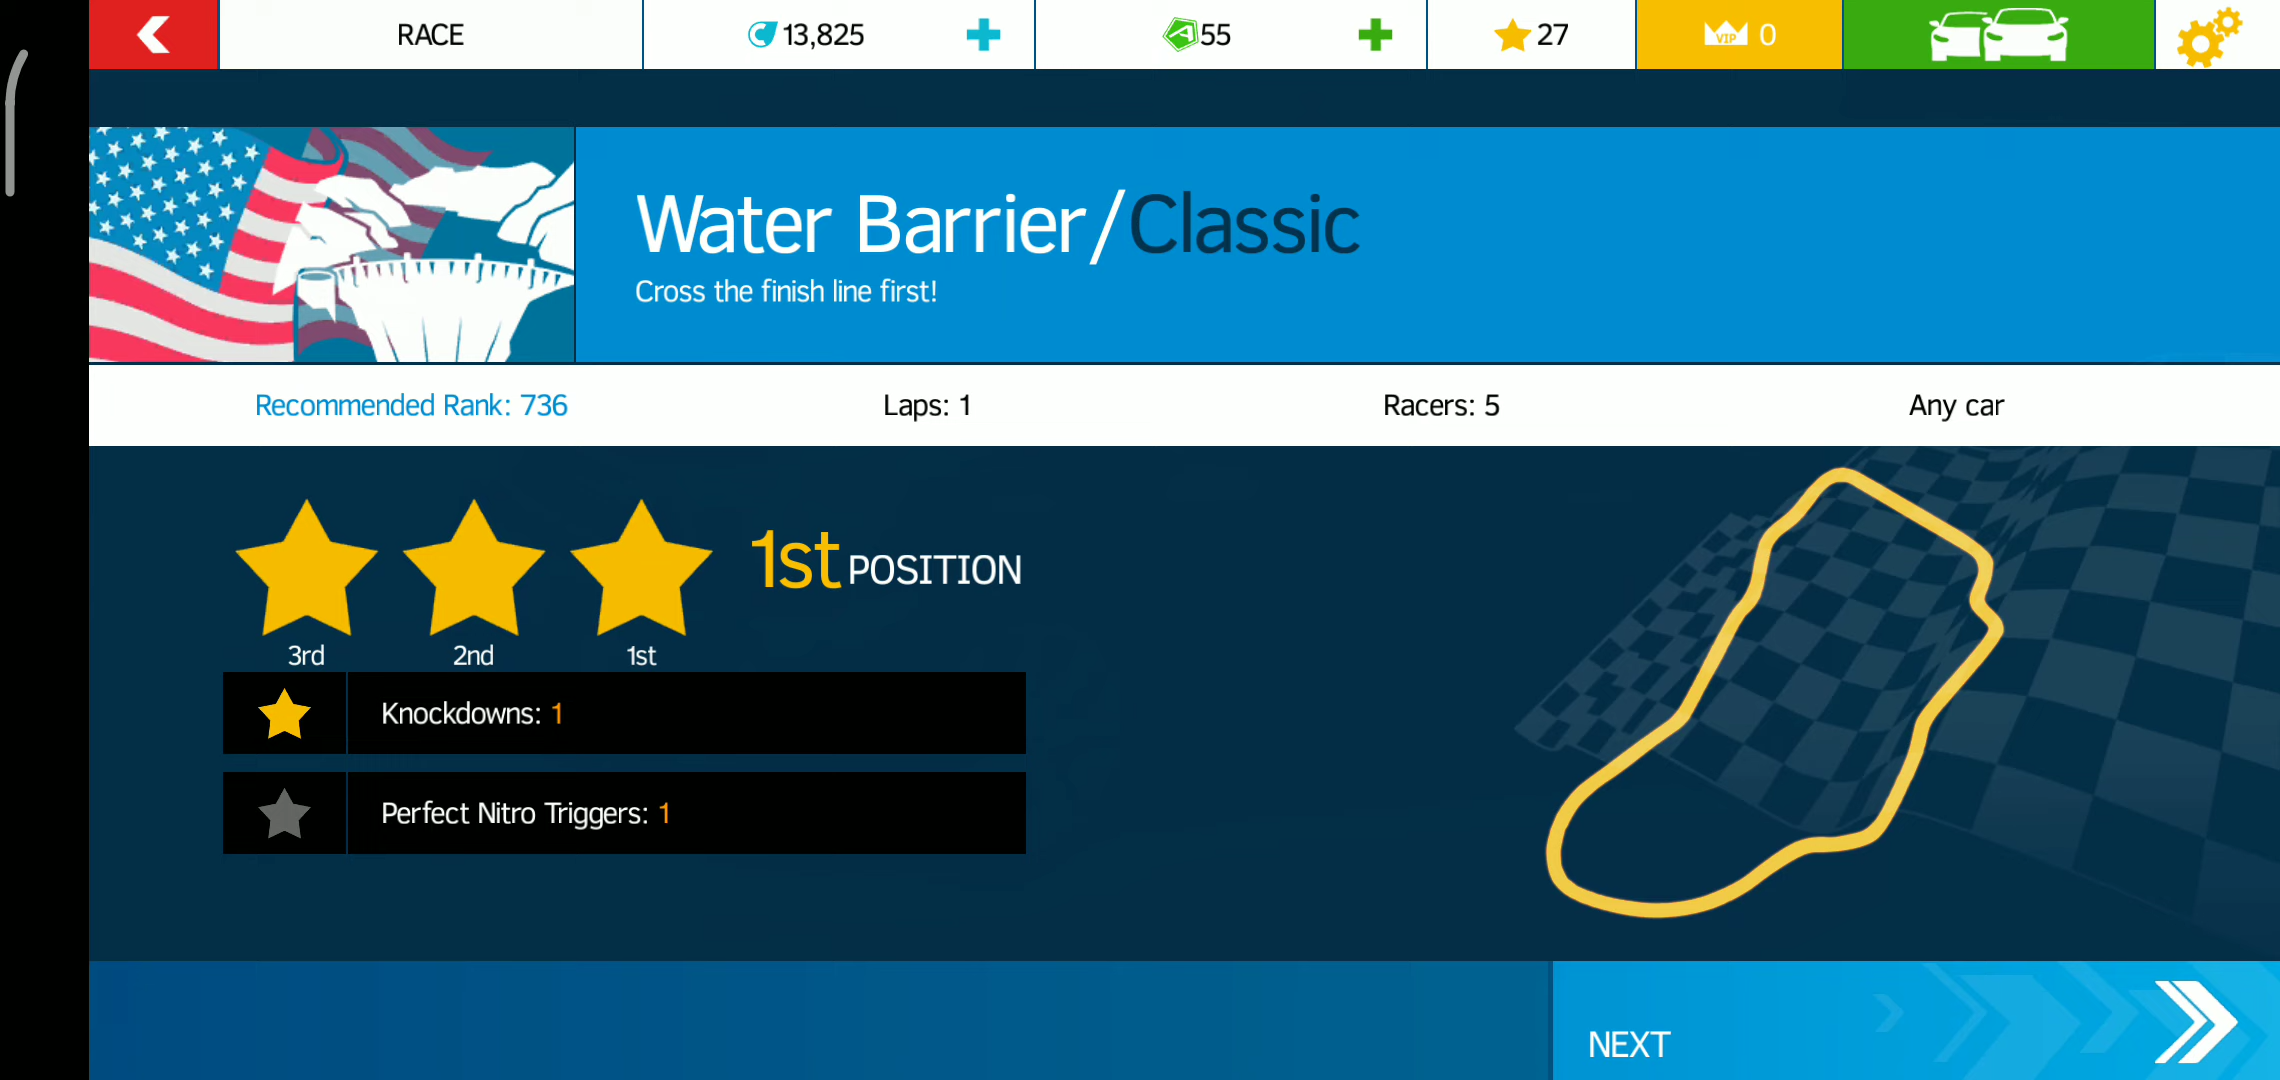 RACE
13,825
55
27
VIP 0
Water Barrier/Classic
Cross the finish line first!
Recommended Rank: 736
Laps: 1
Racers: 5
Any car
1st POSITION
3rd
2nd
1st
Knockdowns: 1
Perfect Nitro Triggers: 1
NEXT